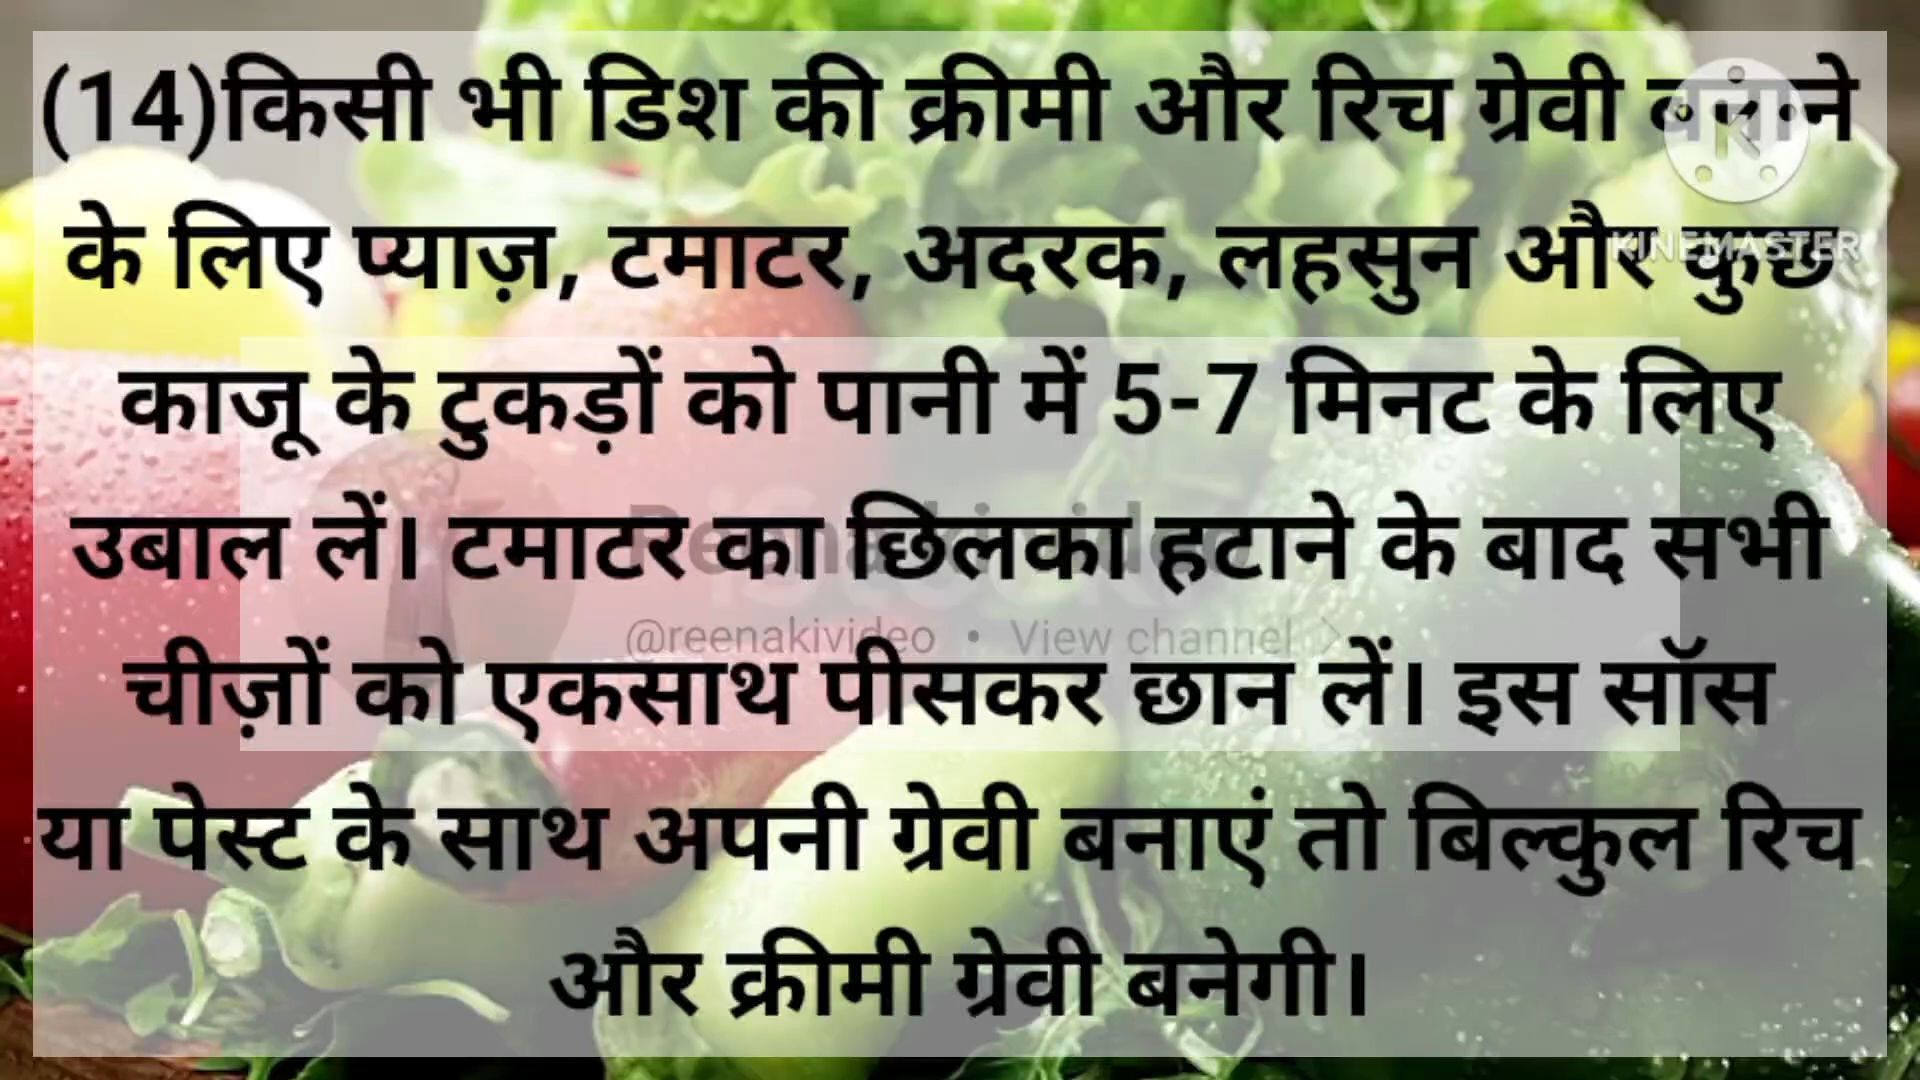 (14)किसी भी डिश की क्रीमी और रिच ग्रेवी बनाने
के लिए प्याज़, टमाटर, अदरक, लहसुन और कुछ
काजू के टुकड़ों को पानी में 5-7 मिनट के लिए
उबाल लें। टमाटर का छिलका हटाने के बाद सभी
चीज़ों को एकसाथ पीसकर छान लें। इस सॉस
या पेस्ट के साथ अपनी ग्रेवी बनाएं तो बिल्कुल रिच
और क्रीमी ग्रेवी बनेगी।
KINEMASTER
@reenakivideo • View channel